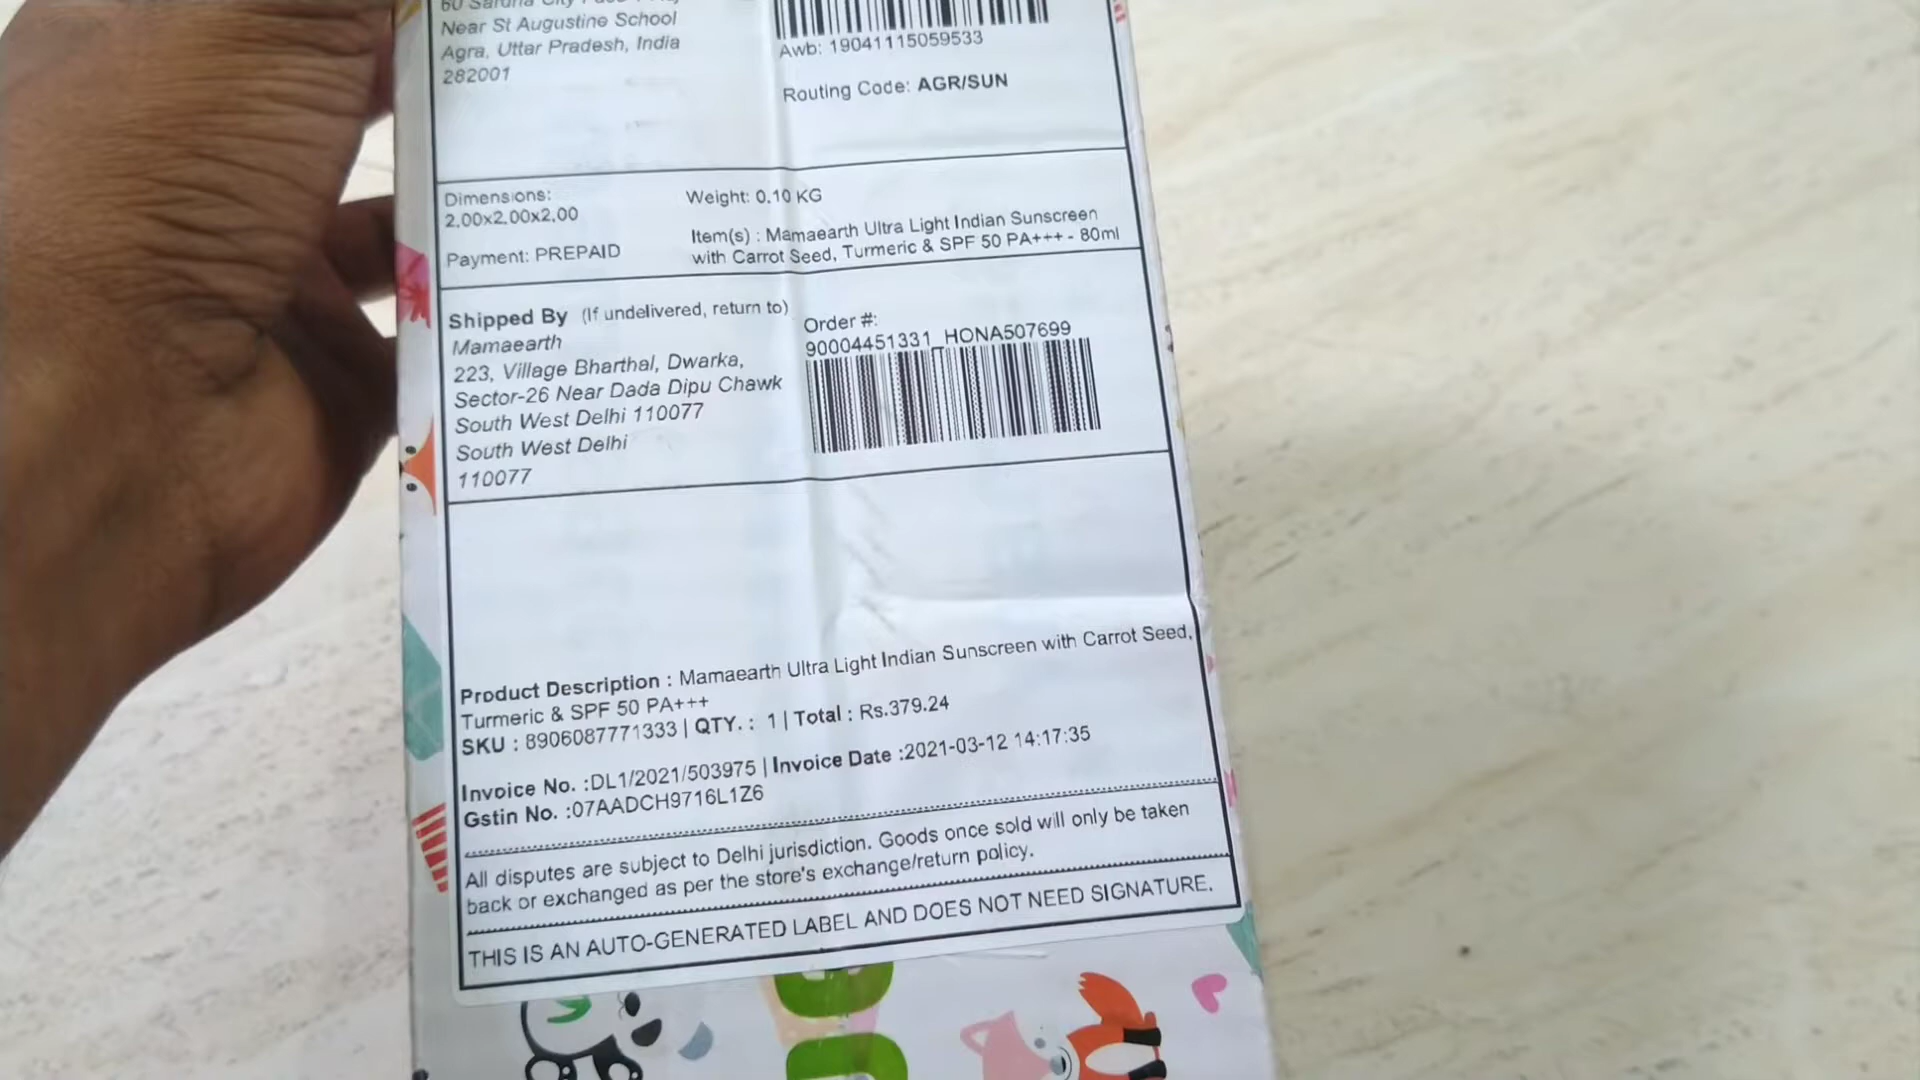 60 Saruna City
Near St Augustine School
Agra, Uttar Pradesh, India
282001
Awb: 19041115059533
Routing Code: AGR/SUN
Dimensions:
2.00x2.00x2.00
Payment: PREPAID
Weight: 0.10 KG
Item(s) : Mamaearth Ultra Light Indian Sunscreen
with Carrot Seed, Turmeric & SPF 50 PA+++ - 80ml
Shipped By (If undelivered, return to)
Mamaearth
223, Village Bharthal, Dwarka,
Sector-26 Near Dada Dipu Chawk
South West Delhi 110077
South West Delhi
110077
Order #:
90004451331_HONA507699
Product Description : Mamaearth Ultra Light Indian Sunscreen with Carrot Seed,
Turmeric & SPF 50 PA+++
SKU : 8906087771333 | QTY. : 1 | Total : Rs.379.24
Invoice No. :DL1/2021/503975 | Invoice Date :2021-03-12 14:17:35
Gstin No. :07AADCH9716L1Z6
All disputes are subject to Delhi jurisdiction. Goods once sold will only be taken
back or exchanged as per the store's exchange/return policy.
THIS IS AN AUTO-GENERATED LABEL AND DOES NOT NEED SIGNATURE.